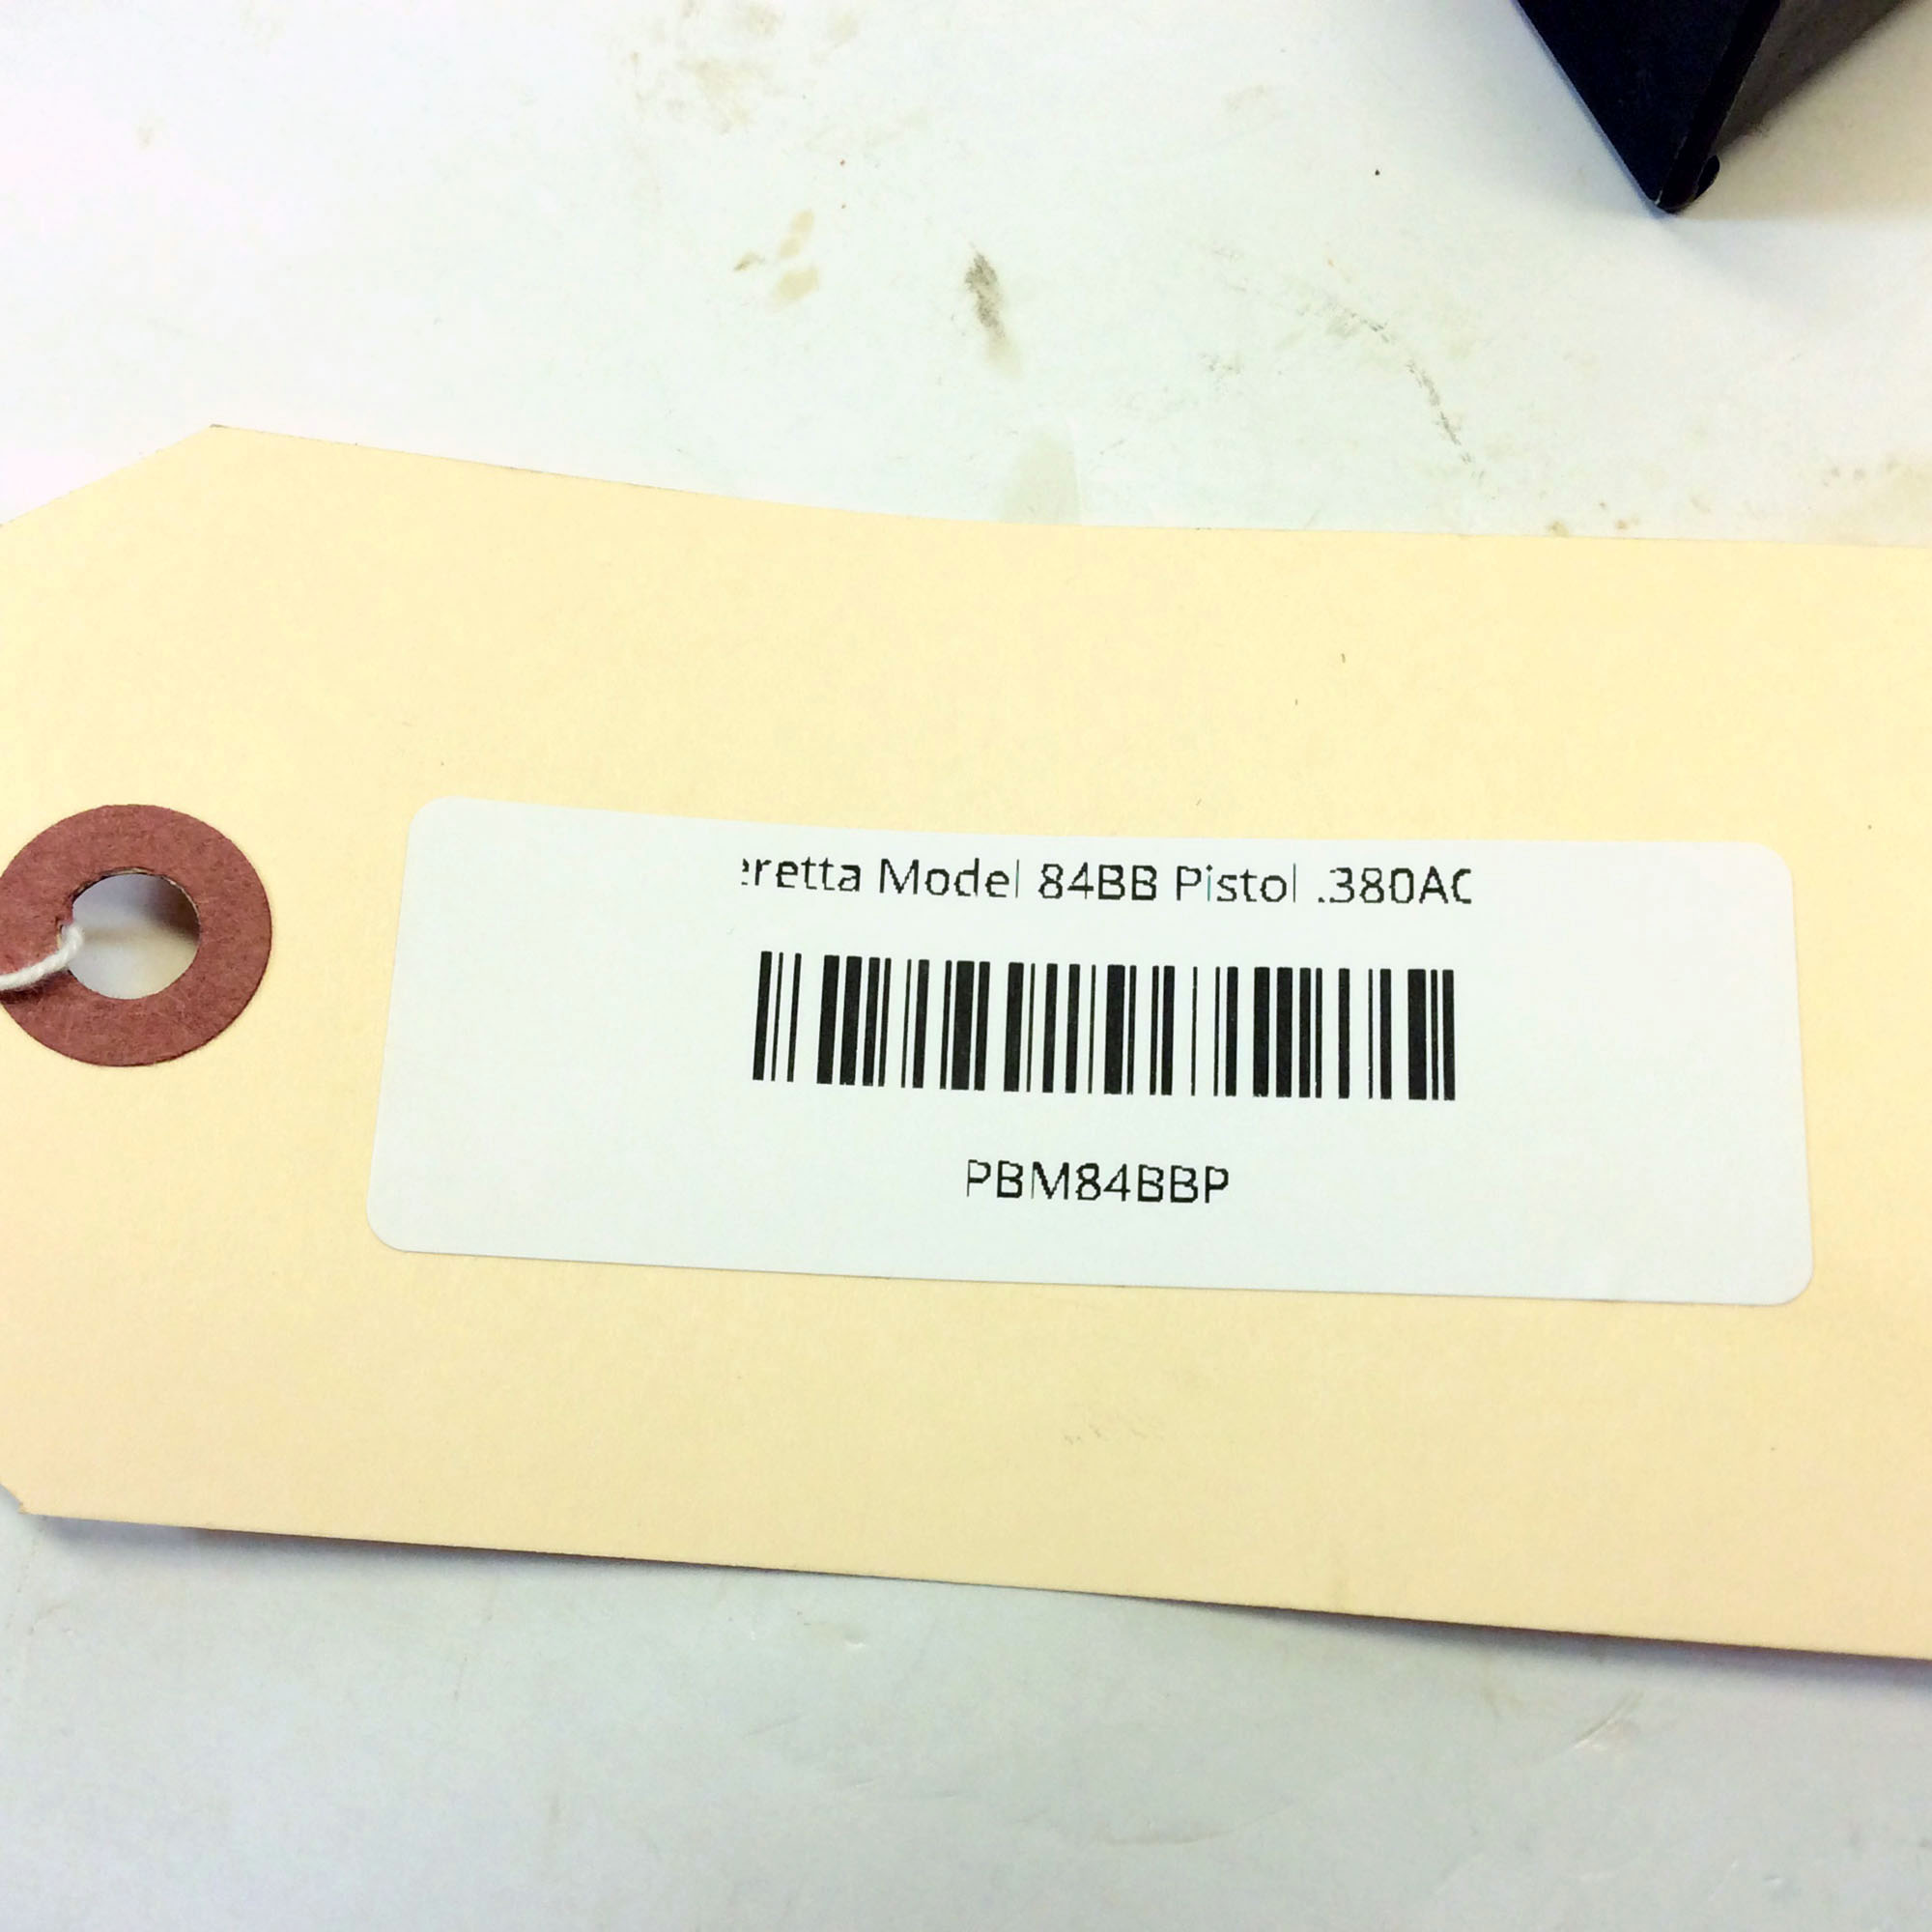 eretta Model 84BB Pistol .380AC
PBM84BBP